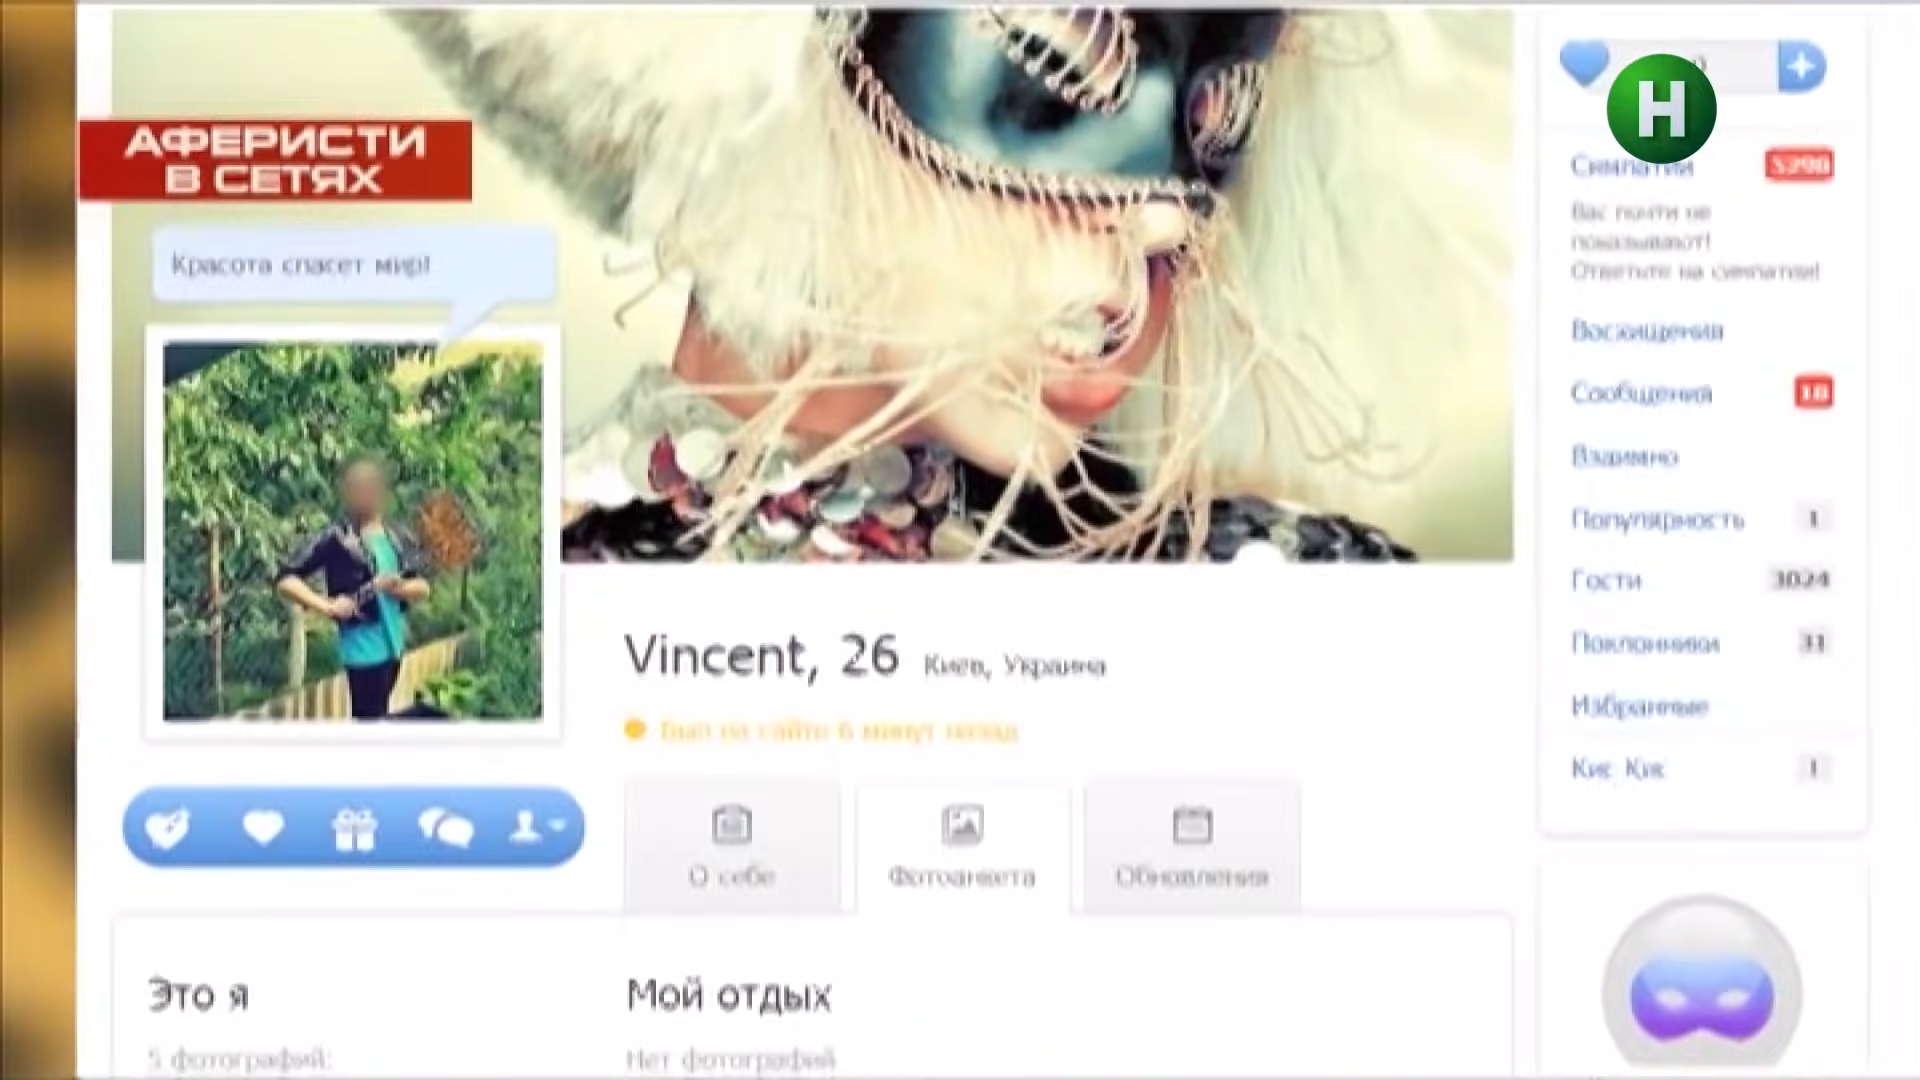 Н
АФЕРИСТИ
В СЕТЯХ
Красота спасет мир!
Симпатии 5290
Вас почти не
показывают!
Ответьте на симпатии!
Восхищения
Сообщения 18
Взаимно
Популярность 1
Гости 3024
Поклонники 31
Избранные
Кис Кис 1
Vincent, 26 Киев, Украина
Был на сайте 6 минут назад
О себе
Фотоанкета
Обновления
Это я
Мой отдых
5 фотографий:
Нет фотографий